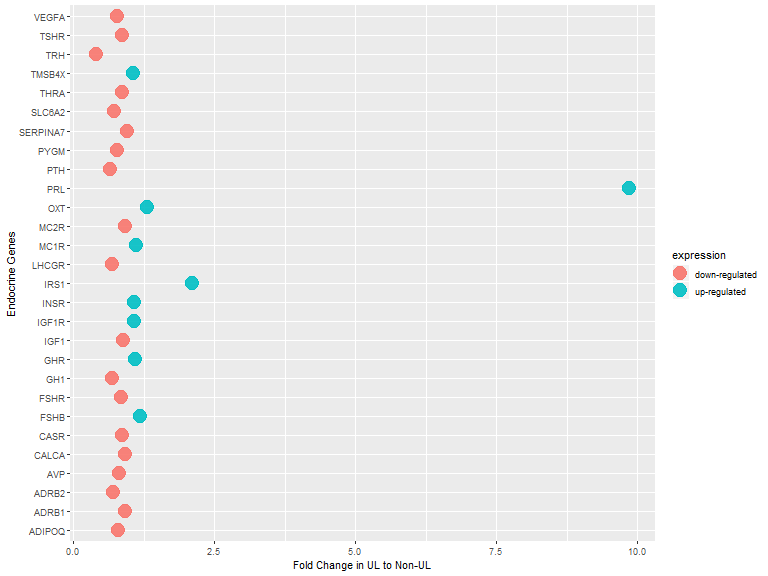 VEGFA
TSHR
TRH
TMSB4X
THRA
SLC6A2
SERPINA7
PYGM
PTH
PRL
OXT
MC2R
MC1R
LHCGR
IRS1
INSR
IGF1R
IGF1
GHR
GH1
FSHR
FSHB
CASR
CALCA
AVP
ADRB2
ADRB1
ADIPOQ
Endocrine Genes
0.0 2.5 5.0 7.5 10.0
Fold Change in UL to Non-UL
expression
down-regulated
up-regulated